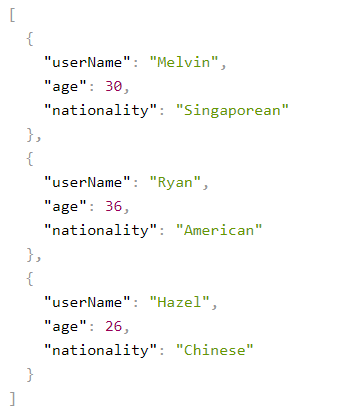 [
  {
    "userName": "Melvin",
    "age": 30,
    "nationality": "Singaporean"
  },
  {
    "userName": "Ryan",
    "age": 36,
    "nationality": "American"
  },
  {
    "userName": "Hazel",
    "age": 26,
    "nationality": "Chinese"
  }
]